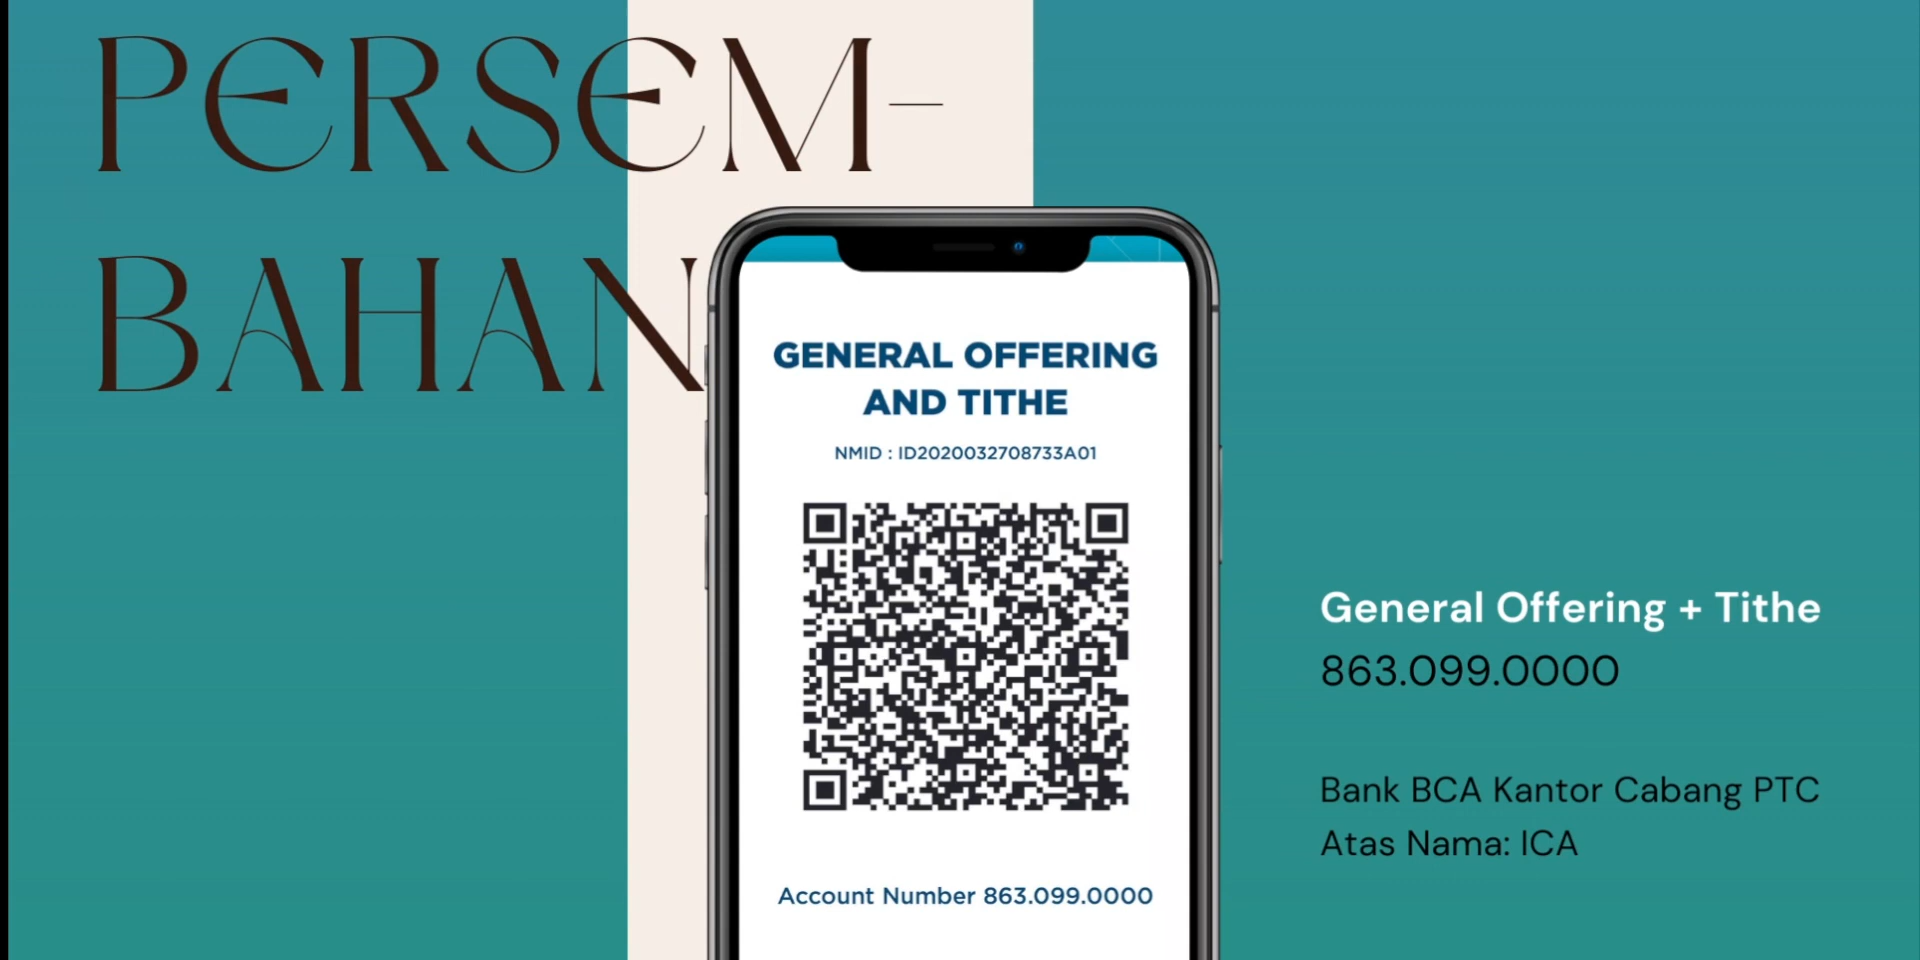 PERSEM-
BAHAN
GENERAL OFFERING
AND TITHE
NMID : ID2020032708733A01
Account Number 863.099.0000
General Offering + Tithe
863.099.0000
Bank BCA Kantor Cabang PTC
Atas Nama: ICA